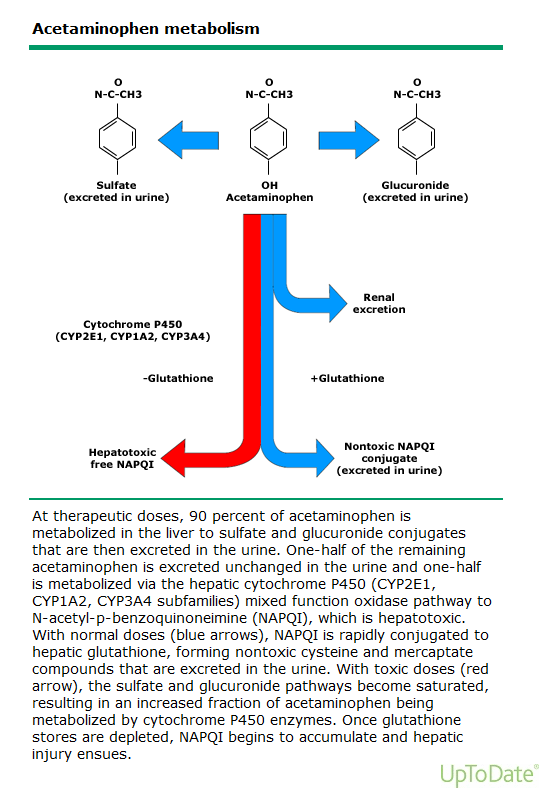 Acetaminophen metabolism
O
N-C-CH3
O
N-C-CH3
O
N-C-CH3
Sulfate
(excreted in urine)
OH
Acetaminophen
Glucuronide
(excreted in urine)
Renal
excretion
Cytochrome P450
(CYP2E1, CYP1A2, CYP3A4)
-Glutathione
+Glutathione
Hepatotoxic
free NAPQI
Nontoxic NAPQI
conjugate
(excreted in urine)
At therapeutic doses, 90 percent of acetaminophen is
metabolized in the liver to sulfate and glucuronide conjugates
that are then excreted in the urine. One-half of the remaining
acetaminophen is excreted unchanged in the urine and one-half
is metabolized via the hepatic cytochrome P450 (CYP2E1,
CYP1A2, CYP3A4 subfamilies) mixed function oxidase pathway to
N-acetyl-p-benzoquinoneimine (NAPQI), which is hepatotoxic.
With normal doses (blue arrows), NAPQI is rapidly conjugated to
hepatic glutathione, forming nontoxic cysteine and mercaptate
compounds that are excreted in the urine. With toxic doses (red
arrow), the sulfate and glucuronide pathways become saturated,
resulting in an increased fraction of acetaminophen being
metabolized by cytochrome P450 enzymes. Once glutathione
stores are depleted, NAPQI begins to accumulate and hepatic
injury ensues.
UpToDate®